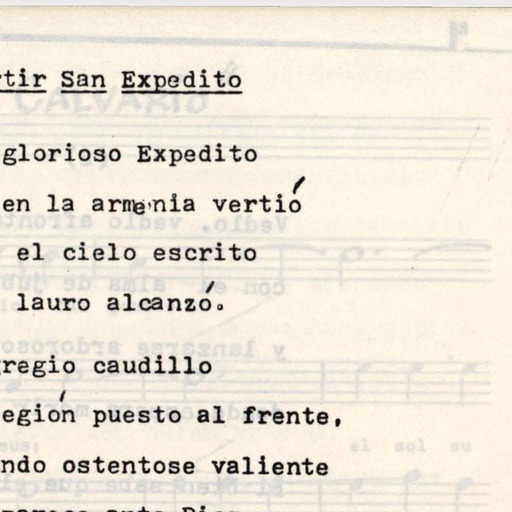 rtir San Expedito
glorioso Expedito
en la armenia vertió
el cielo escrito
lauro alcanzó.
regio caudillo
egión puesto al frente,
ndo ostentose valiente